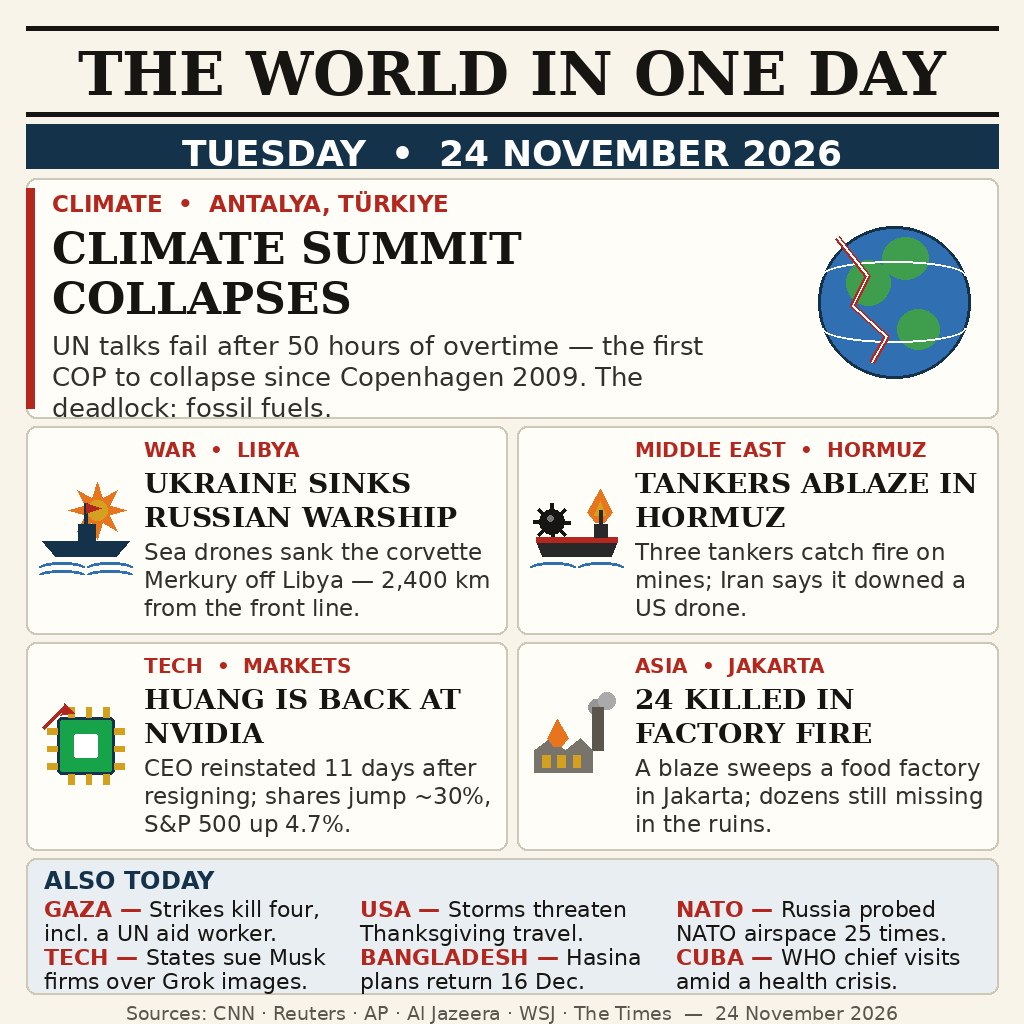 THE WORLD IN ONE DAY
TUESDAY • 24 NOVEMBER 2026
CLIMATE • ANTALYA, TÜRKIYE
CLIMATE SUMMIT
COLLAPSES
UN talks fail after 50 hours of overtime — the first
COP to collapse since Copenhagen 2009. The
deadlock: fossil fuels.
WAR • LIBYA
UKRAINE SINKS
RUSSIAN WARSHIP
Sea drones sank the corvette
Merkury off Libya — 2,400 km
from the front line.
MIDDLE EAST • HORMUZ
TANKERS ABLAZE IN
HORMUZ
Three tankers catch fire on
mines; Iran says it downed a
US drone.
TECH • MARKETS
HUANG IS BACK AT
NVIDIA
CEO reinstated 11 days after
resigning; shares jump ~30%,
S&P 500 up 4.7%.
ASIA • JAKARTA
24 KILLED IN
FACTORY FIRE
A blaze sweeps a food factory
in Jakarta; dozens still missing
in the ruins.
ALSO TODAY
GAZA — Strikes kill four,
incl. a UN aid worker.
USA — Storms threaten
Thanksgiving travel.
NATO — Russia probed
NATO airspace 25 times.
TECH — States sue Musk
firms over Grok images.
BANGLADESH — Hasina
plans return 16 Dec.
CUBA — WHO chief visits
amid a health crisis.
Sources: CNN · Reuters · AP · Al Jazeera · WSJ · The Times — 24 November 2026